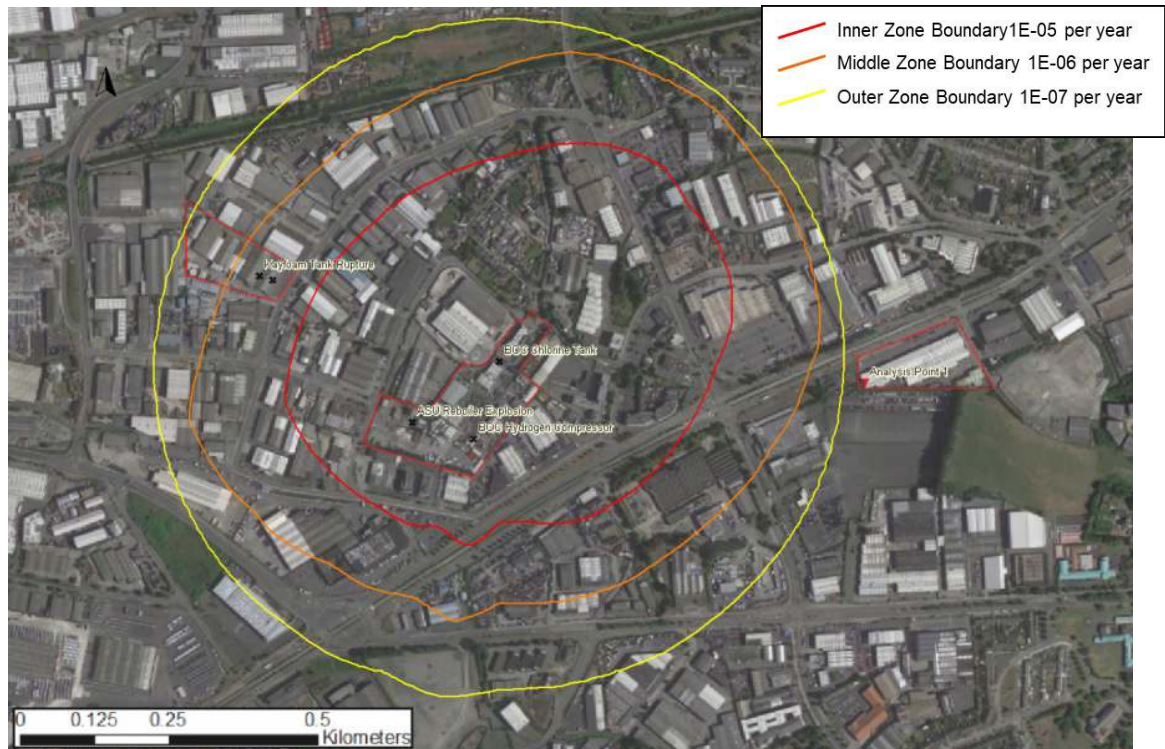 Inner Zone Boundary1E-05 per year
Middle Zone Boundary 1E-06 per year
Outer Zone Boundary 1E-07 per year
Kayfoam Tank Rupture
BOC Chlorine Tank
Analysis Point 1
ASU Reboiler Explosion
BOC Hydrogen Compressor
0 0.125 0.25 0.5
Kilometers